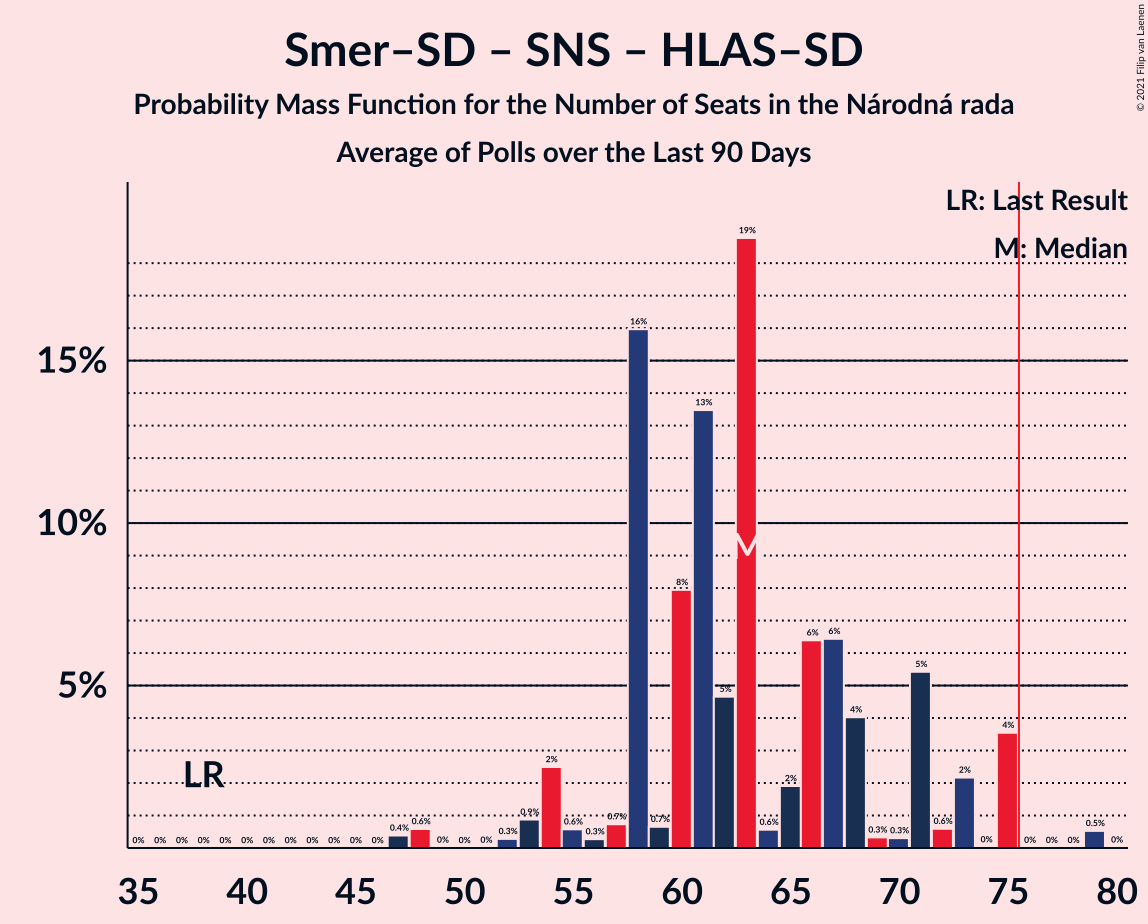 Smer–SD – SNS – HLAS–SD
Probability Mass Function for the Number of Seats in the Národná rada
Average of Polls over the Last 90 Days
© 2021 Filip van Laenen
LR: Last Result
M: Median
15%
10%
5%
LR
M
0% 0% 0% 0% 0% 0% 0% 0% 0% 0% 0% 0% 0.4% 0.6% 0% 0% 0% 0.3% 0.9% 2% 0.6% 0.3% 0.7% 16% 0.7% 8% 13% 5% 19% 0.6% 2% 6% 6% 4% 0.3% 0.3% 5% 0.6% 2% 0% 4% 0% 0% 0% 0.5% 0%
35 40 45 50 55 60 65 70 75 80